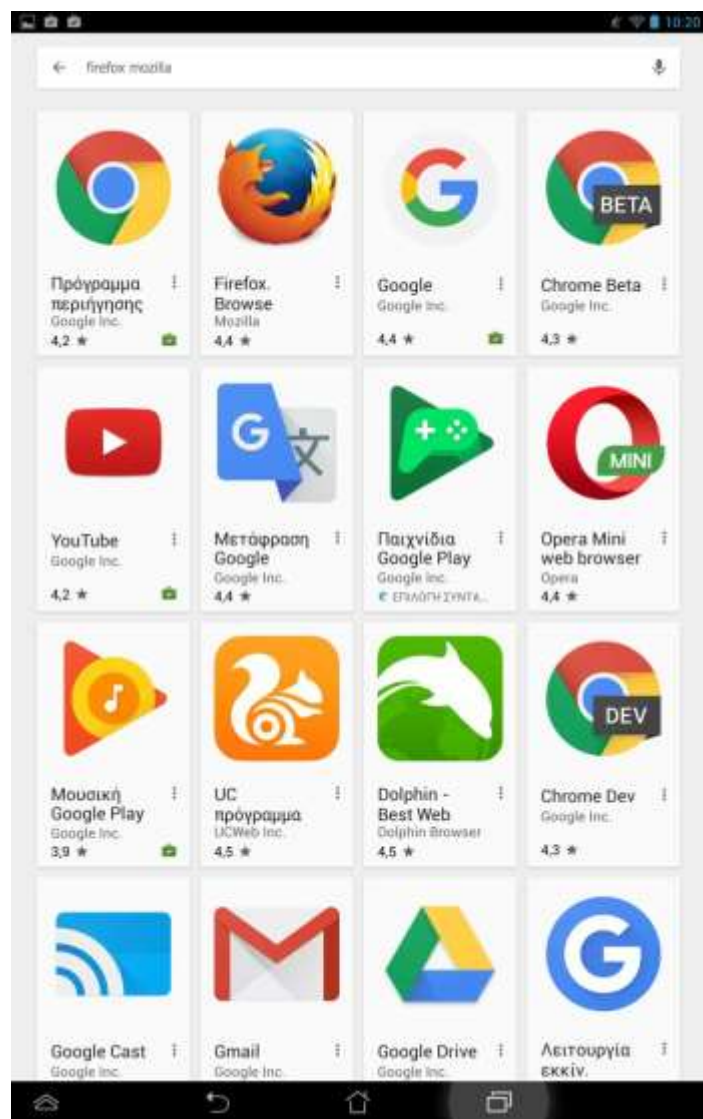 10:20
firefox mozilla
Πρόγραμμα
περιήγησης
Google Inc.
4,2
Firefox.
Browse
Mozilla
4,4
Google
Google Inc.
4,4
BETA
Chrome Beta
Google Inc.
4,3
YouTube
Google Inc.
4,2
G
文
Μετάφραση
Google
Google Inc.
4,4
Παιχνίδια
Google Play
Google Inc.
ΕΠΙΛΟΓΗ ΣΥΝΤΑ...
MINI
Opera Mini
web browser
Opera
4,4
Μουσική
Google Play
Google Inc.
3,9
UC
πρόγραμμα
UCWeb Inc.
4,5
Dolphin -
Best Web
Dolphin Browser
4,5
DEV
Chrome Dev
Google Inc.
4,3
Google Cast
Google Inc.
Gmail
Google Inc.
Google Drive
Google Inc.
G
Λειτουργία
εκκίν.